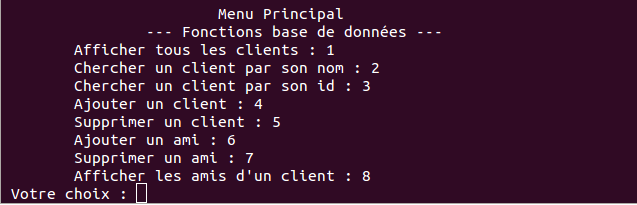 Menu Principal
--- Fonctions base de données ---
Afficher tous les clients : 1
Chercher un client par son nom : 2
Chercher un client par son id : 3
Ajouter un client : 4
Supprimer un client : 5
Ajouter un ami : 6
Supprimer un ami : 7
Afficher les amis d'un client : 8
Votre choix :